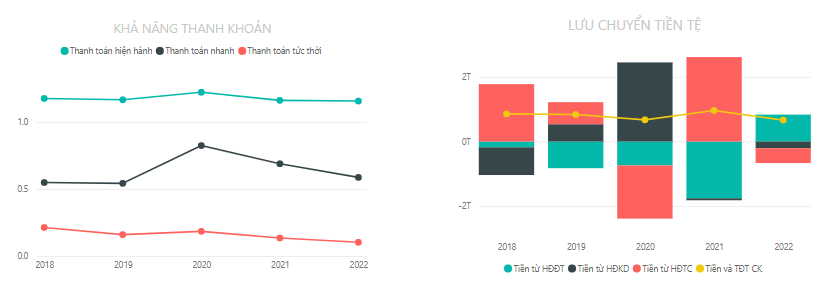 KHẢ NĂNG THANH KHOẢN
Thanh toán hiện hành Thanh toán nhanh Thanh toán tức thời
1.0
0.5
0.0
2018 2019 2020 2021 2022
LƯU CHUYỂN TIỀN TỆ
2T
0T
-2T
2018 2019 2020 2021 2022
Tiền từ HĐĐT Tiền từ HĐKD Tiền từ HĐTC Tiền và TĐT CK